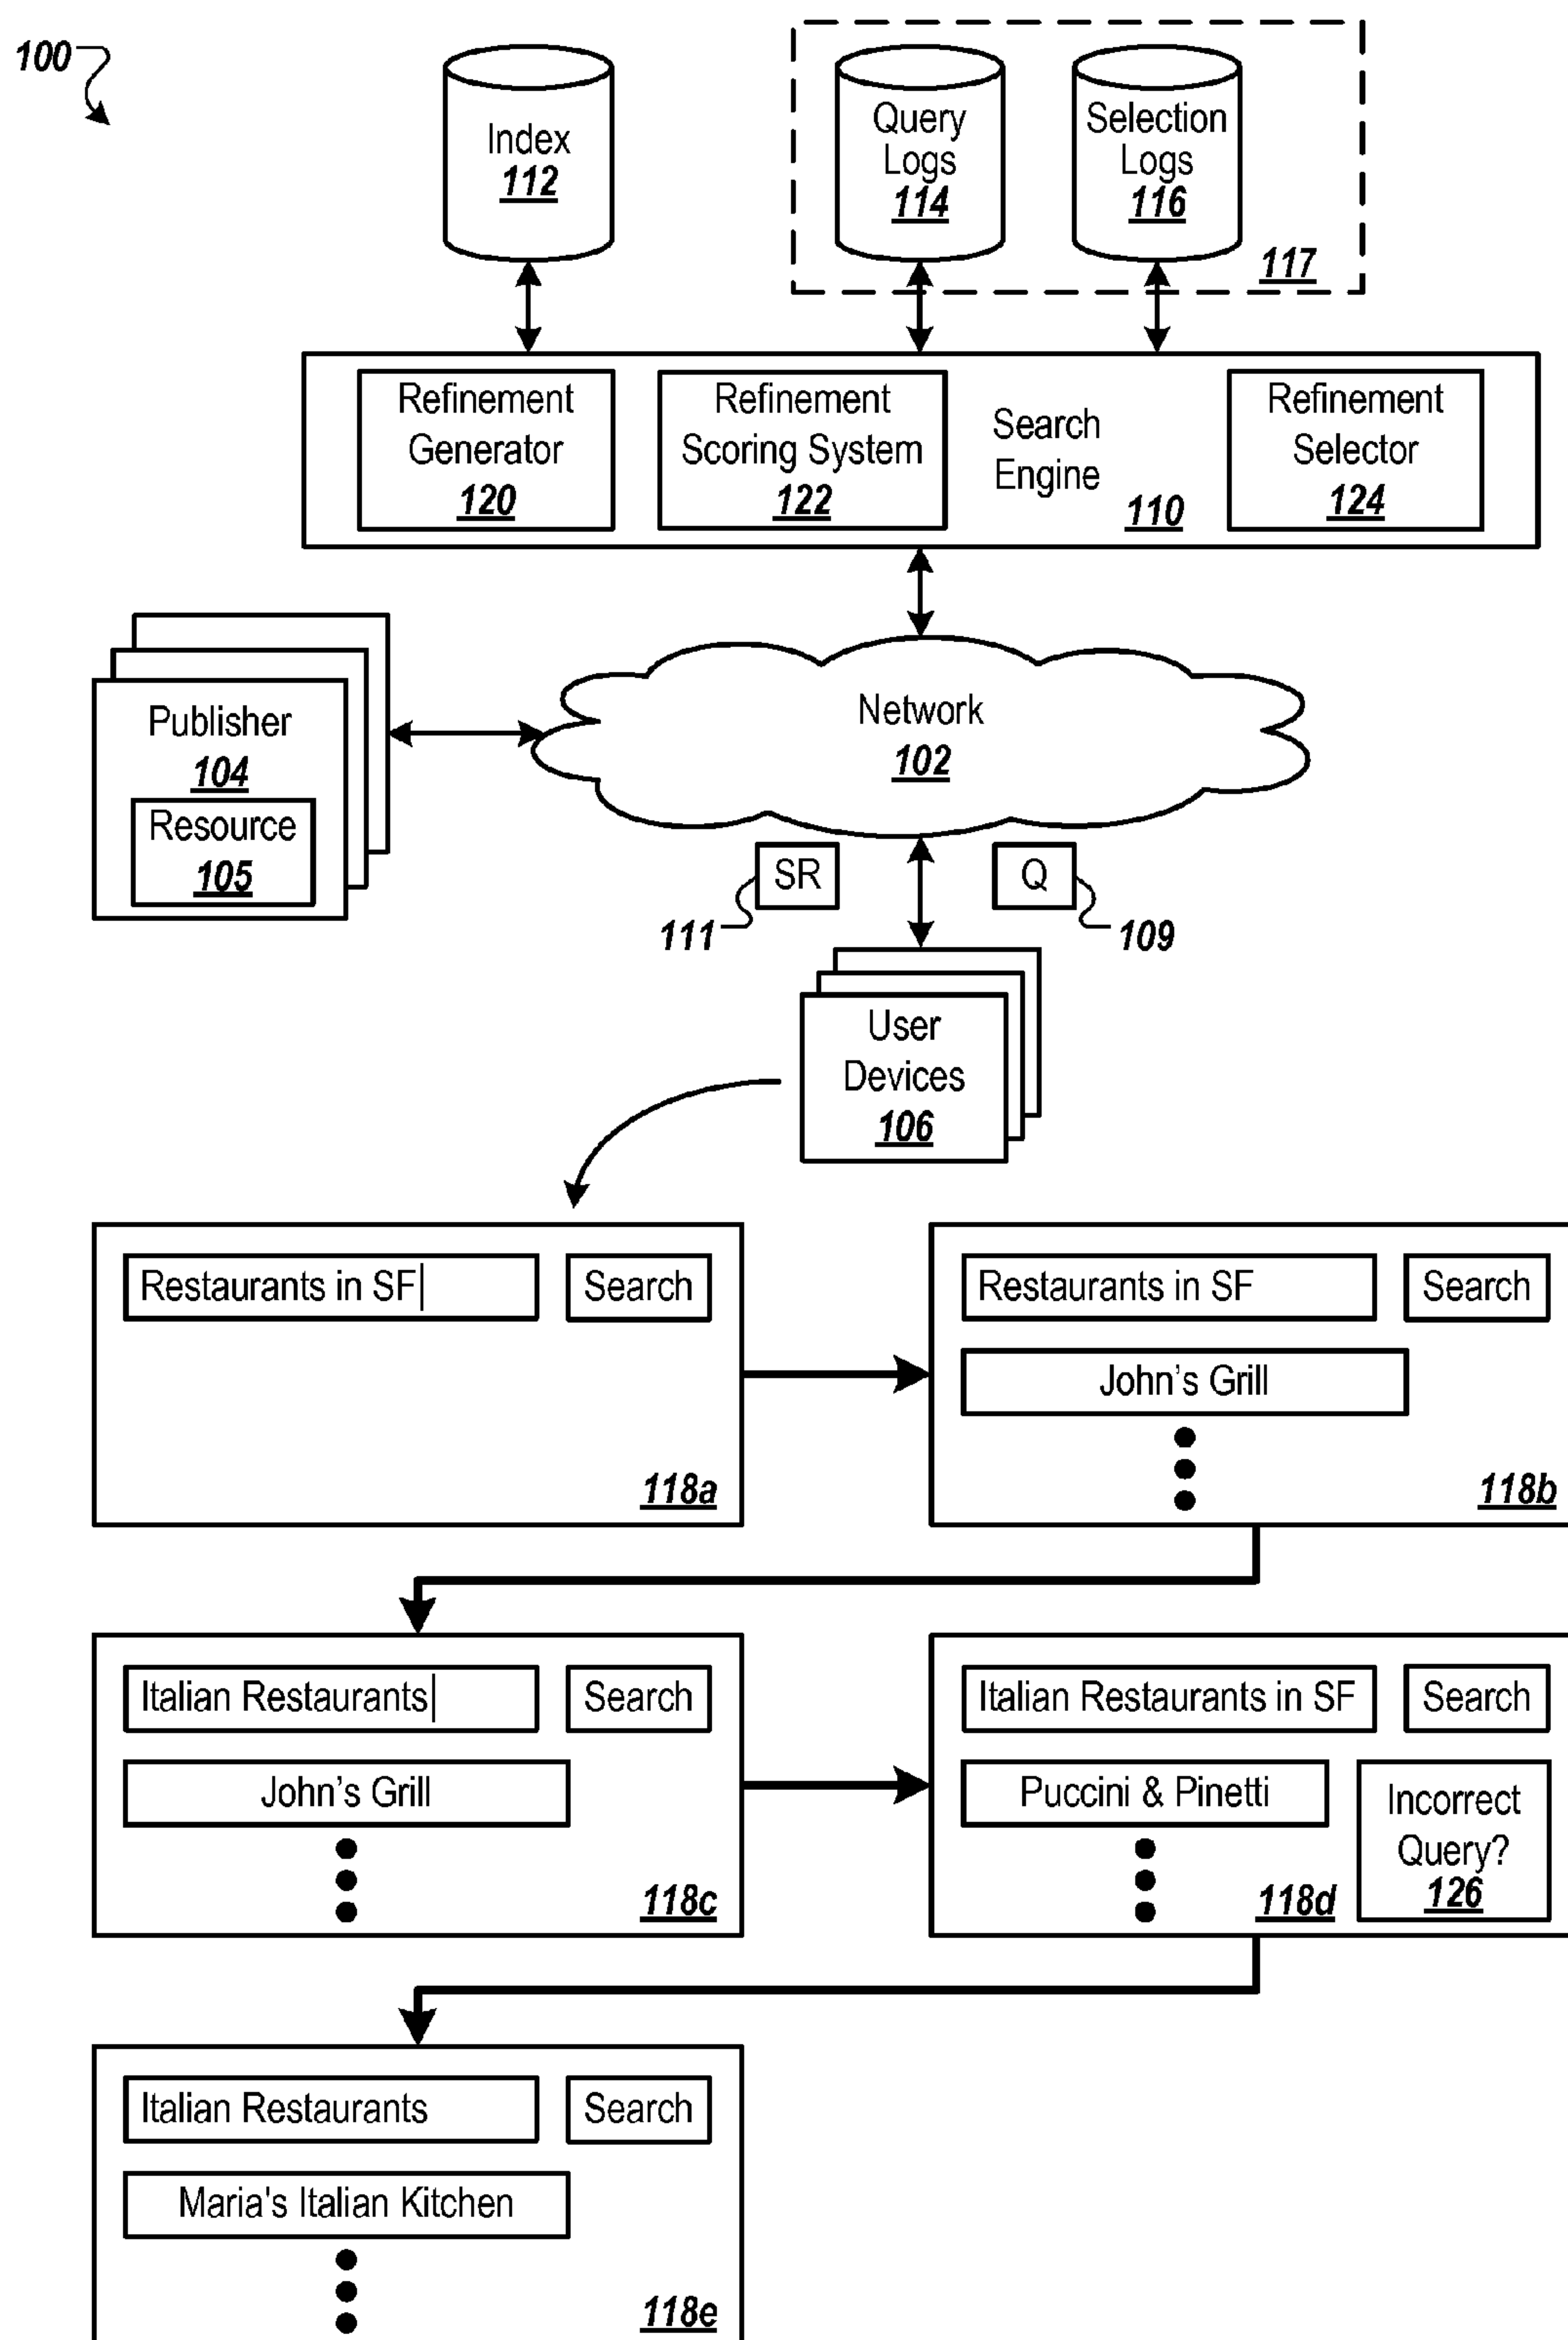 100
Index
112
Query
Logs
114
Selection
Logs
116
117
Refinement
Generator
120
Refinement
Scoring System
122
Search
Engine
110
Refinement
Selector
124
Publisher
104
Resource
105
Network
102
SR
111
Q
109
User
Devices
106
Restaurants in SF
Search
118a
Restaurants in SF
Search
John's Grill
118b
Italian Restaurants
Search
John's Grill
118c
Italian Restaurants in SF
Search
Puccini & Pinetti
Incorrect
Query?
126
118d
Italian Restaurants
Search
Maria's Italian Kitchen
118e